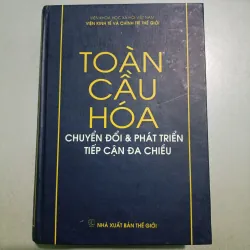 VIỆN KHOA HỌC XÃ HỘI VIỆT NAM
VIỆN KINH TẾ VÀ CHÍNH TRỊ THẾ GIỚI
TOÀN
CẦU
HÓA
CHUYỂN ĐỔI & PHÁT TRIỂN
TIẾP CẬN ĐA CHIỀU
NHÀ XUẤT BẢN THẾ GIỚI